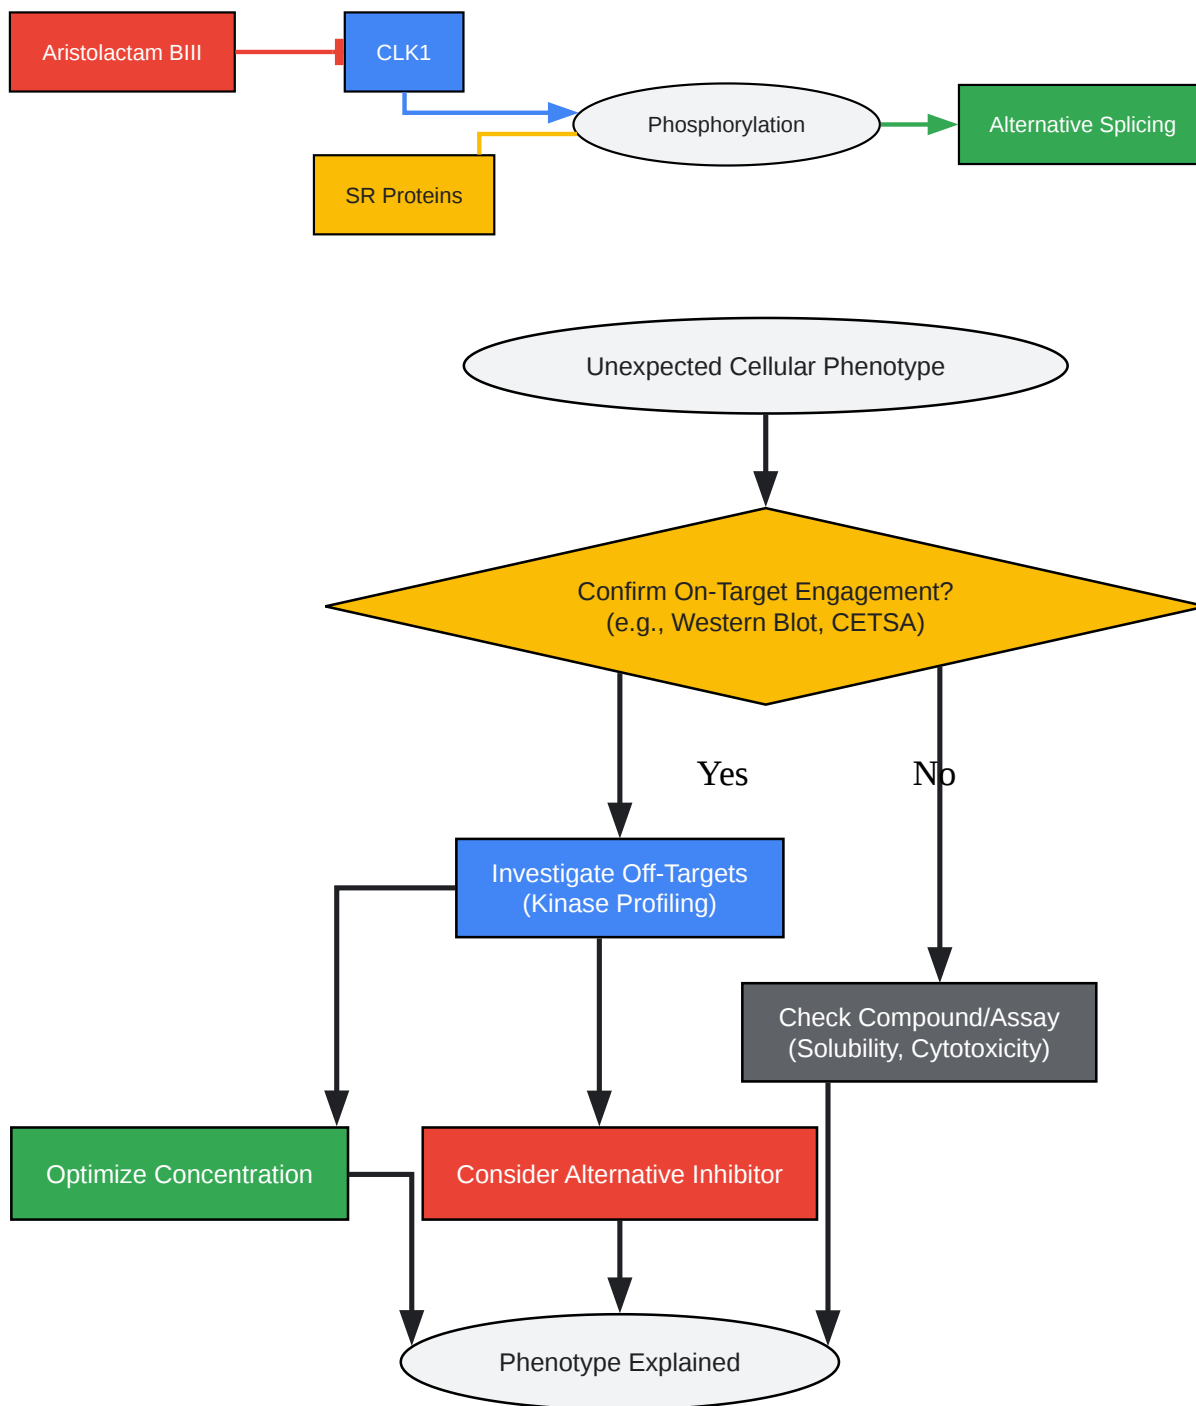 Aristolactam BIII
CLK1
Phosphorylation
Alternative Splicing
SR Proteins
Unexpected Cellular Phenotype
Confirm On-Target Engagement?
(e.g., Western Blot, CETSA)
Yes
No
Investigate Off-Targets
(Kinase Profiling)
Check Compound/Assay
(Solubility, Cytotoxicity)
Optimize Concentration
Consider Alternative Inhibitor
Phenotype Explained